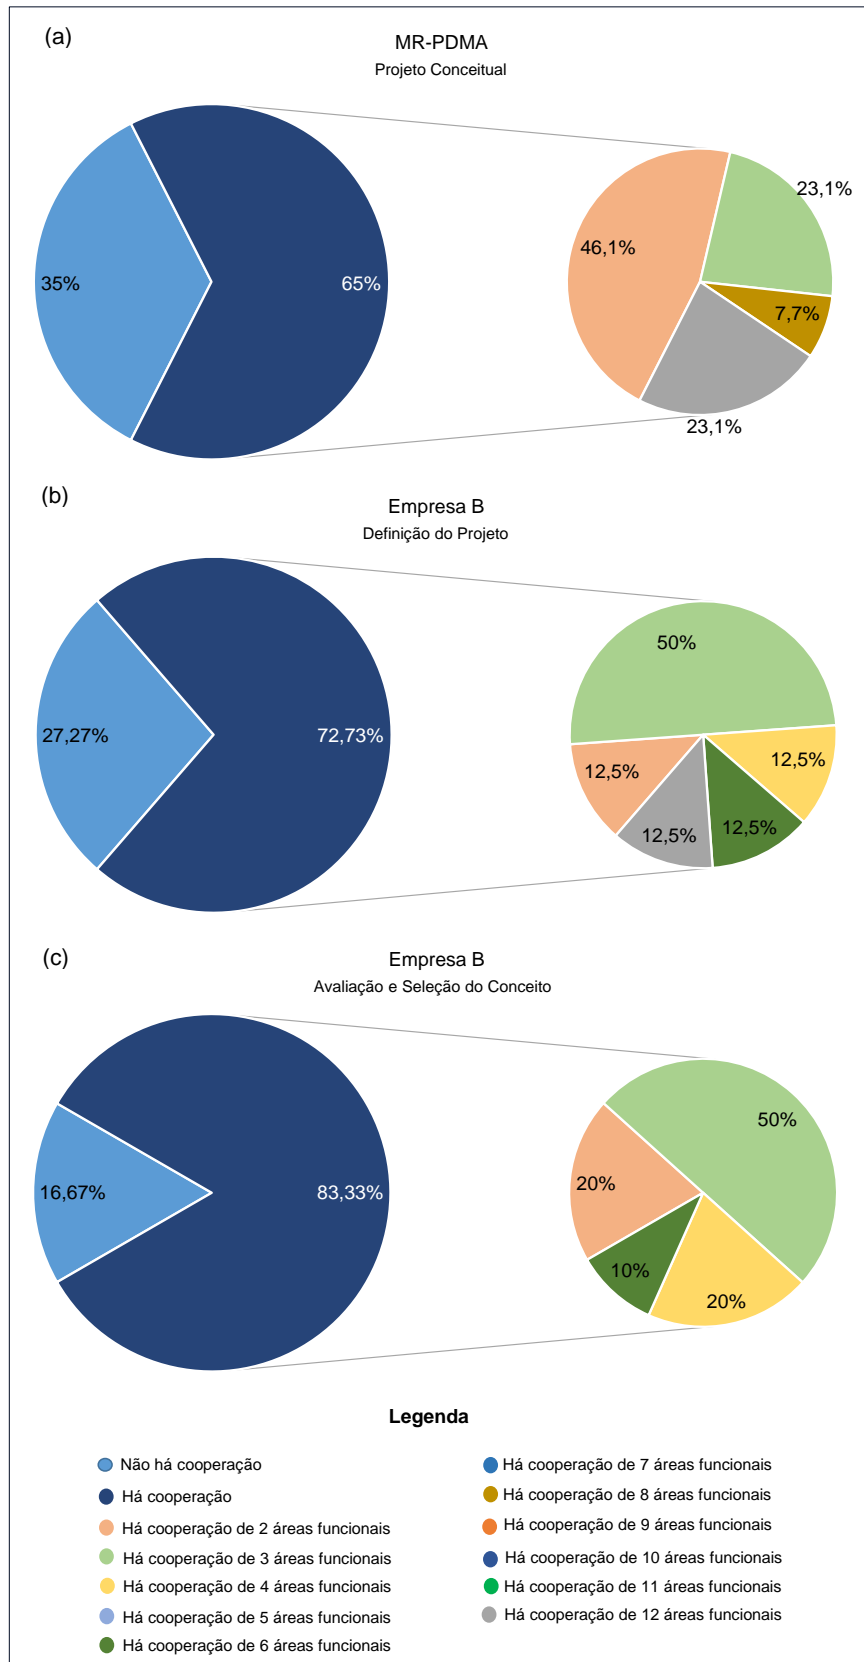 (a)
MR-PDMA
Projeto Conceitual
35%
65%
46,1%
23,1%
7,7%
23,1%
(b)
Empresa B
Definição do Projeto
27,27%
72,73%
50%
12,5%
12,5%
12,5%
12,5%
(c)
Empresa B
Avaliação e Seleção do Conceito
16,67%
83,33%
50%
20%
10%
20%
Legenda
Não há cooperação
Há cooperação
Há cooperação de 2 áreas funcionais
Há cooperação de 3 áreas funcionais
Há cooperação de 4 áreas funcionais
Há cooperação de 5 áreas funcionais
Há cooperação de 6 áreas funcionais
Há cooperação de 7 áreas funcionais
Há cooperação de 8 áreas funcionais
Há cooperação de 9 áreas funcionais
Há cooperação de 10 áreas funcionais
Há cooperação de 11 áreas funcionais
Há cooperação de 12 áreas funcionais